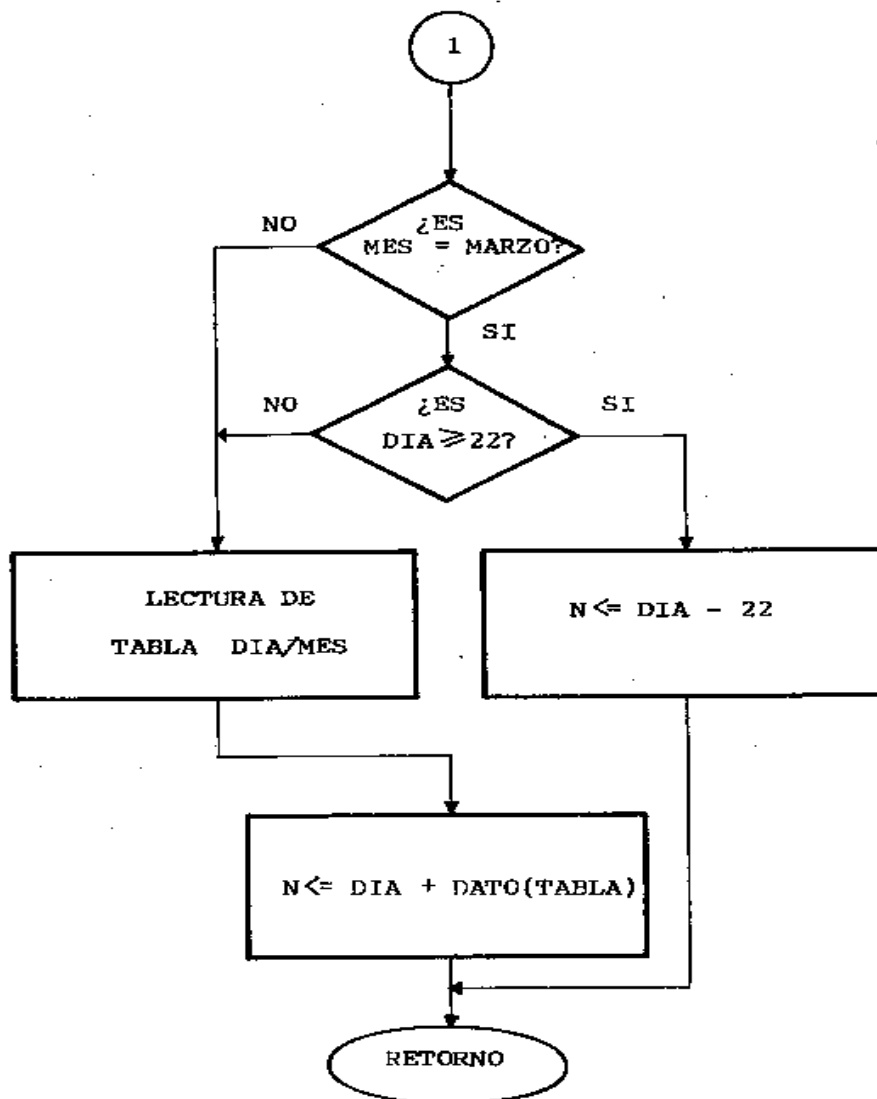 1
¿ES
MES = MARZO?
NO
SI
¿ES
DIA ⩾ 22?
NO
SI
LECTURA DE
TABLA DIA/MES
N <= DIA - 22
N <= DIA + DATO(TABLA)
RETORNO